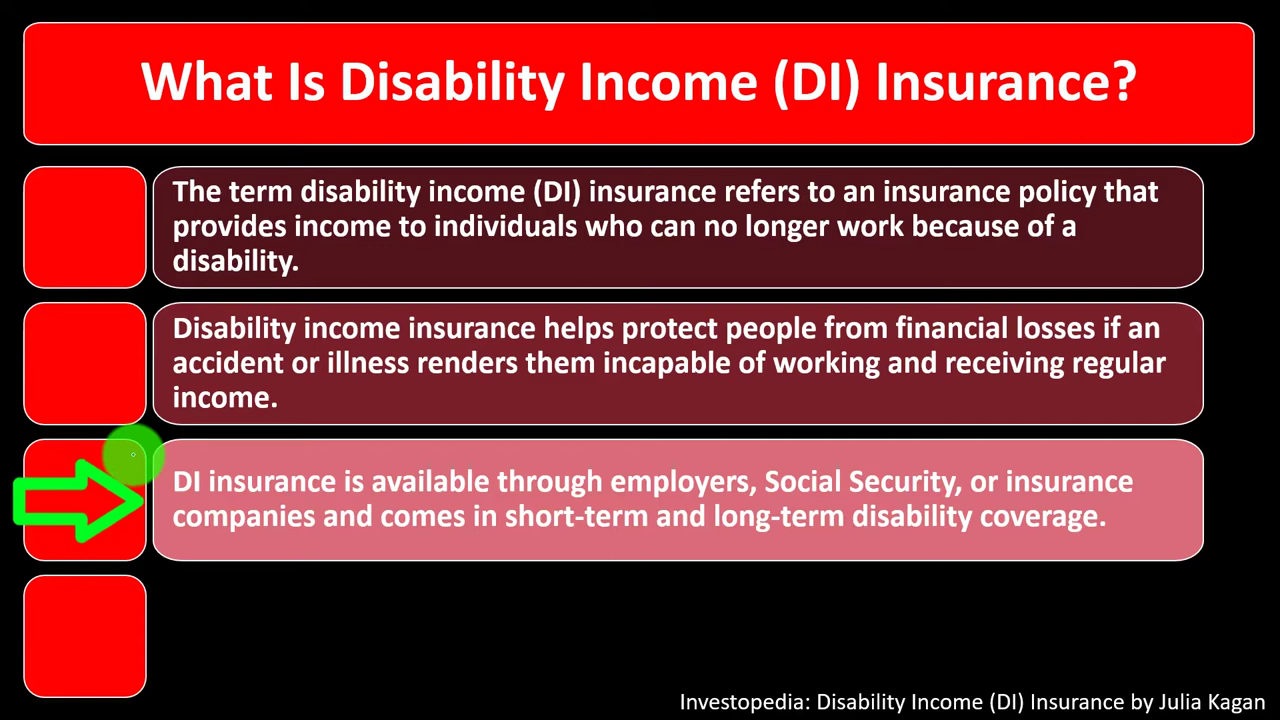 What Is Disability Income (DI) Insurance?
The term disability income (DI) insurance refers to an insurance policy that
provides income to individuals who can no longer work because of a
disability.
Disability income insurance helps protect people from financial losses if an
accident or illness renders them incapable of working and receiving regular
income.
DI insurance is available through employers, Social Security, or insurance
companies and comes in short-term and long-term disability coverage.
Investopedia: Disability Income (DI) Insurance by Julia Kagan